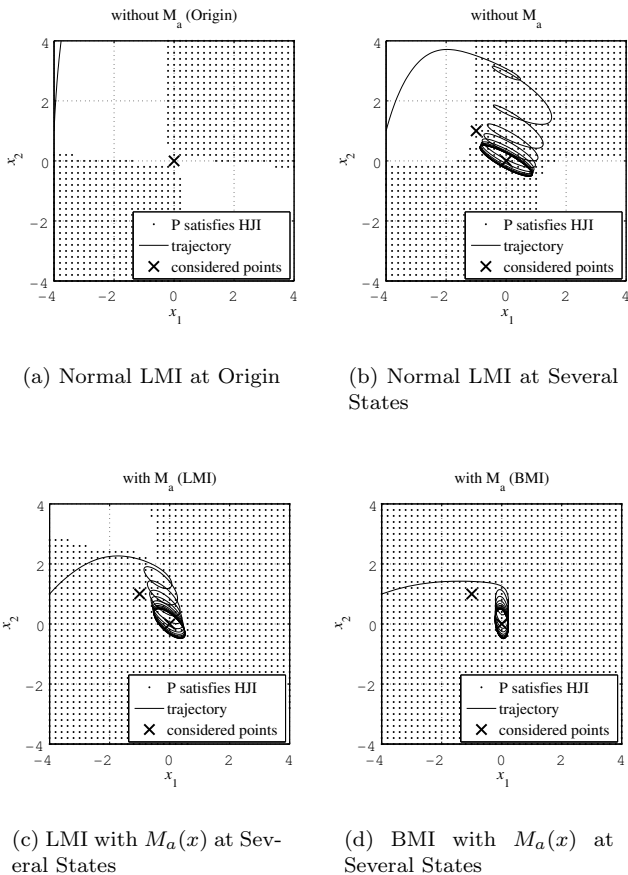 without M_a (Origin)
4
2
0
−2
−4
x_2
−4
−2
0
2
4
x_1
P satisfies HJI
trajectory
considered points
(a) Normal LMI at Origin
without M_a
4
2
0
−2
−4
x_2
−4
−2
0
2
4
x_1
P satisfies HJI
trajectory
considered points
(b) Normal LMI at Several
States
with M_a (LMI)
4
2
0
−2
−4
x_2
−4
−2
0
2
4
x_1
P satisfies HJI
trajectory
considered points
(c) LMI with M_a(x) at Sev-
eral States
with M_a (BMI)
4
2
0
−2
−4
x_2
−4
−2
0
2
4
x_1
P satisfies HJI
trajectory
considered points
(d) BMI with M_a(x) at
Several States